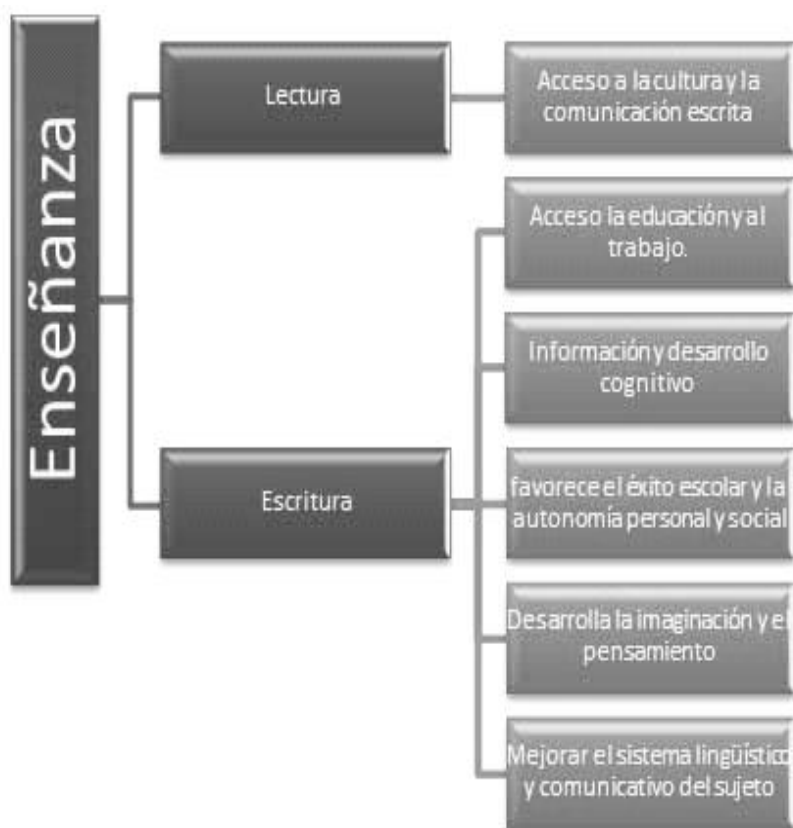 Enseñanza
Lectura
Acceso a la cultura y la
comunicación escrita
Acceso la educación y al
trabajo.
Información y desarrollo
cognitivo
Escritura
favorece el éxito escolar y la
autonomía personal y social
Desarrolla la imaginación y el
pensamiento
Mejorar el sistema lingüístico
y comunicativo del sujeto